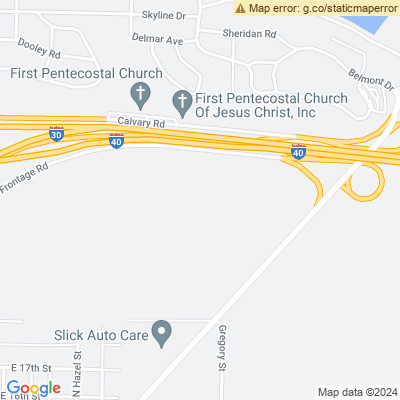 Map error: g.co/staticmaperror
Skyline Dr
Sheridan Rd
Delmar Ave
Dooley Rd
Belmont Dr
First Pentecostal Church
First Pentecostal Church
Of Jesus Christ, Inc
Calvary Rd
30
40
40
Frontage Rd
Slick Auto Care
Gregory St
N Hazel St
E 17th St
E 16th St
Google
Map data ©2024